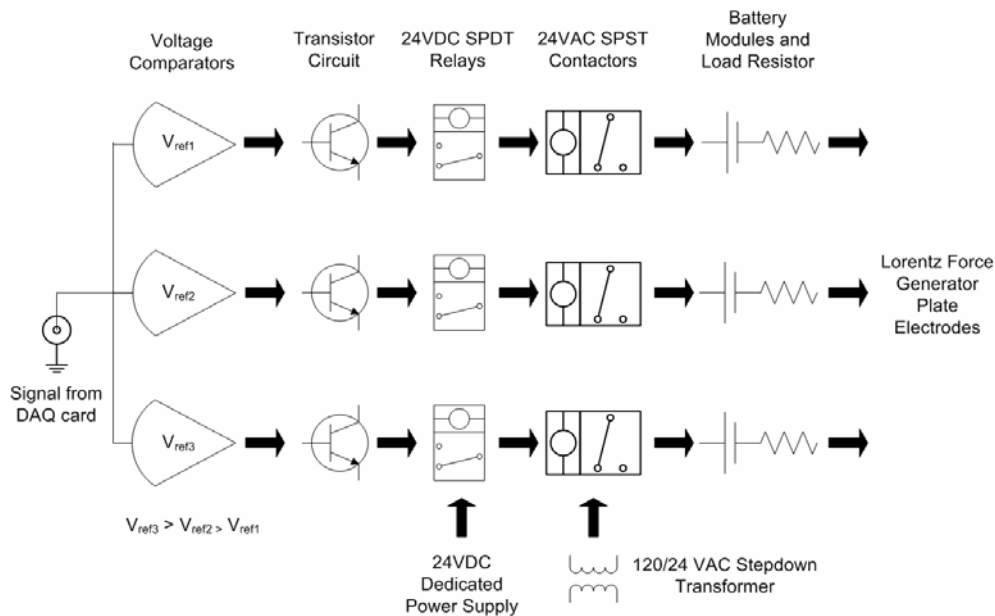 Voltage
Comparators
Transistor
Circuit
24VDC SPDT
Relays
24VAC SPST
Contactors
Battery
Modules and
Load Resistor
Vref1
Vref2
Vref3
Signal from
DAQ card
Lorentz Force
Generator
Plate
Electrodes
Vref3 > Vref2 > Vref1
24VDC
Dedicated
Power Supply
120/24 VAC Stepdown
Transformer